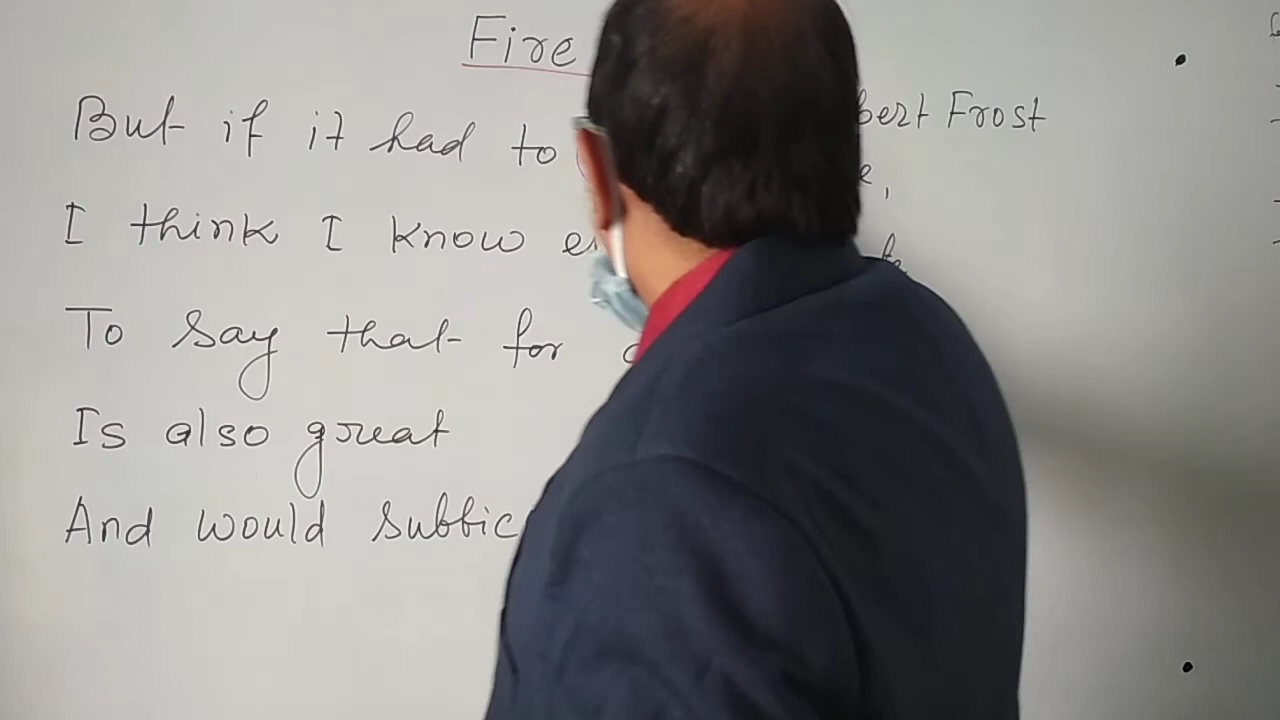 Fire
bert Frost
But if it had to
I think I know
To say that for
Is also great
And would suffic